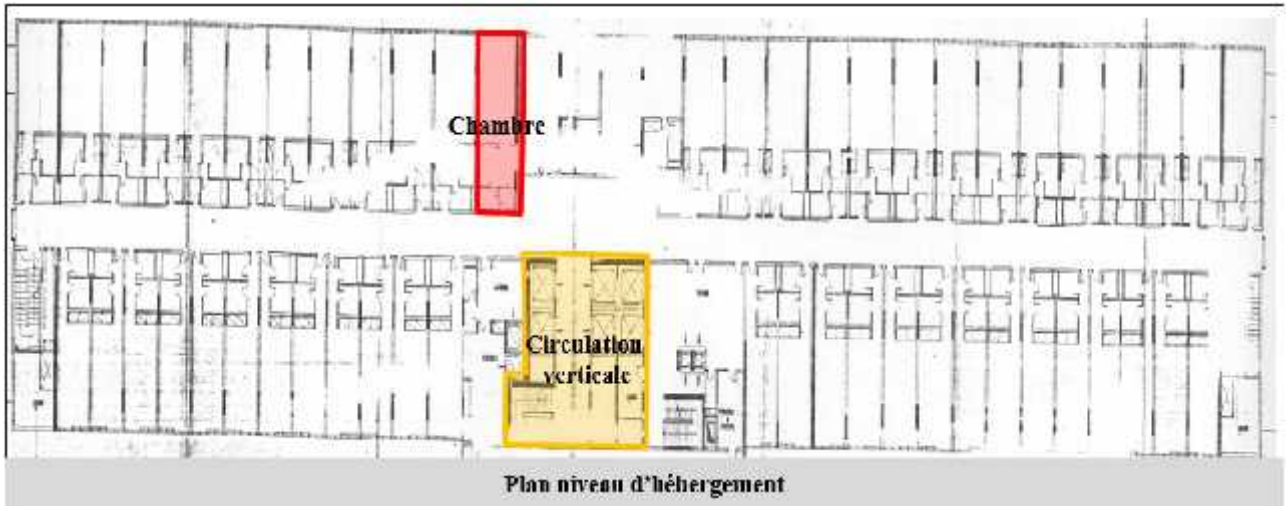 Chambre
Circulation
verticale
Plan niveau d'hébergement